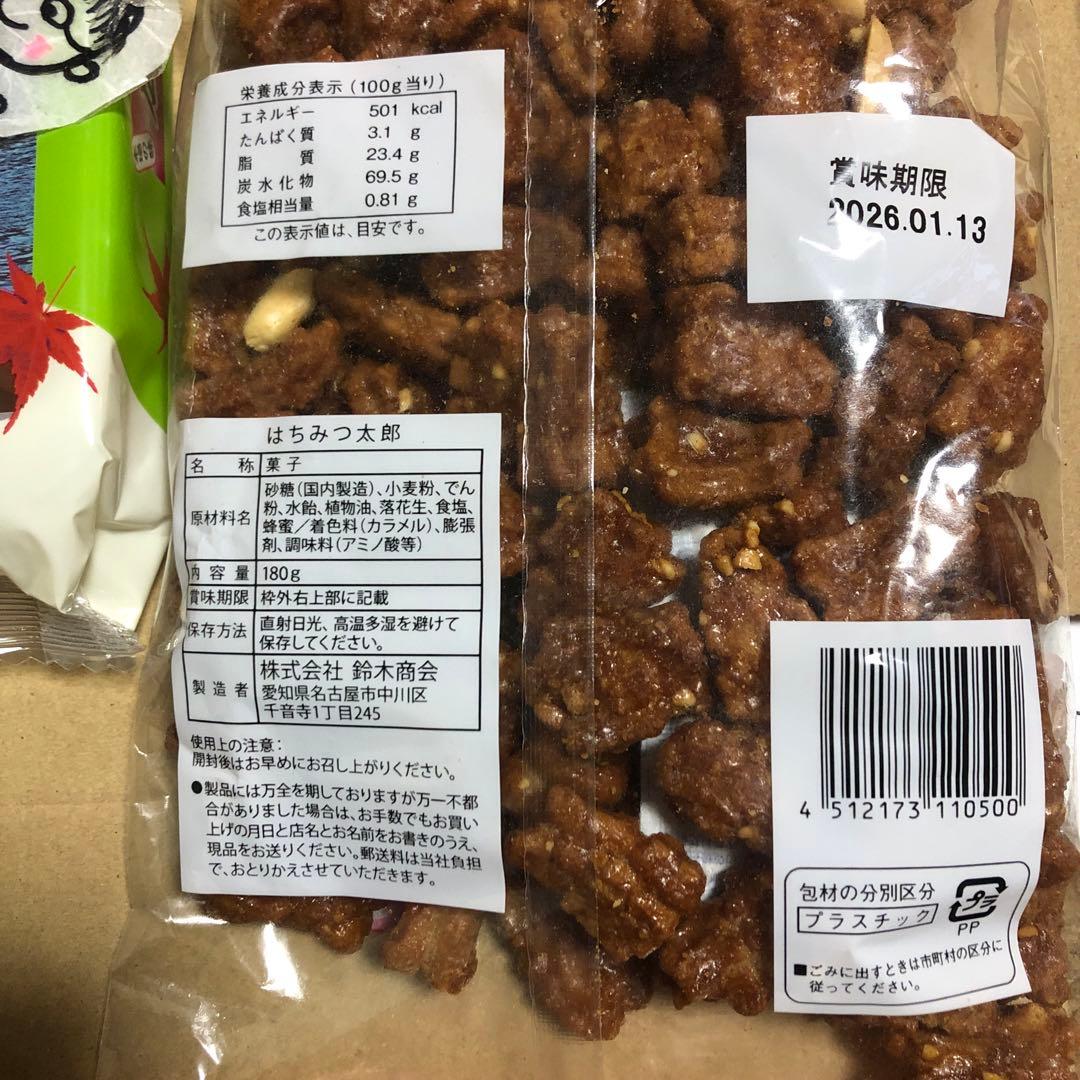 栄養成分表示(100g当り)
エネルギー 501 kcal
たんぱく質 3.1 g
脂質 23.4 g
炭水化物 69.5 g
食塩相当量 0.81 g
この表示値は、目安です。
賞味期限
2026.01.13
はちみつ太郎
名称 菓子
原材料名 砂糖(国内製造)、小麦粉、でん
粉、水飴、植物油、落花生、食塩、
蜂蜜/着色料(カラメル)、膨張
剤、調味料(アミノ酸等)
内容量 180g
賞味期限 枠外右上部に記載
保存方法 直射日光、高温多湿を避けて
保存してください。
製造者 株式会社 鈴木商会
愛知県名古屋市中川区
千音寺1丁目245
使用上の注意:
開封後はお早めにお召し上がりください。
●製品には万全を期しておりますが万一不都
合がありました場合は、お手数でもお買い
上げの月日と店名とお名前をお書きのうえ、
現品をお送りください。郵送料は当社負担
で、おとりかえさせていただきます。
4 512173 110500
包材の分別区分
プラスチック
プラ
PP
■ごみに出すときは市町村の区分に
従ってください。